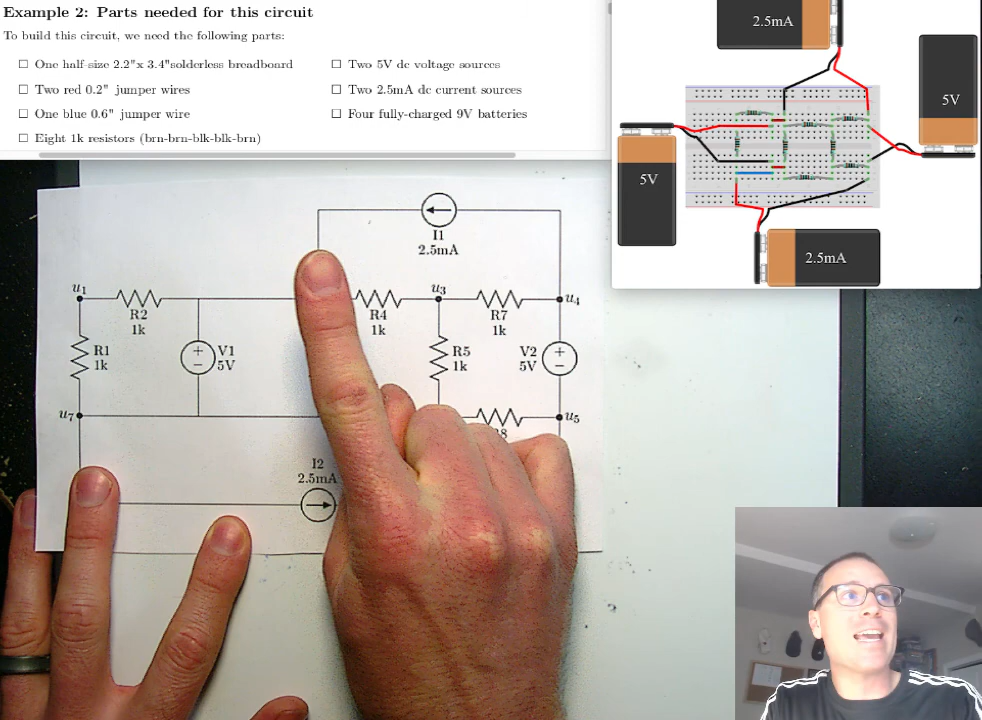 Example 2: Parts needed for this circuit
To build this circuit, we need the following parts:
☐ One half-size 2.2"x 3.4"solderless breadboard
☐ Two red 0.2" jumper wires
☐ One blue 0.6" jumper wire
☐ Eight 1k resistors (brn-brn-blk-blk-brn)
☐ Two 5V dc voltage sources
☐ Two 2.5mA dc current sources
☐ Four fully-charged 9V batteries
2.5mA
5V
5V
2.5mA
I1
2.5mA
u1
R2
1k
R4
1k
u3
R7
1k
u4
R1
1k
V1
5V
R5
1k
V2
5V
u7
u5
I2
2.5mA